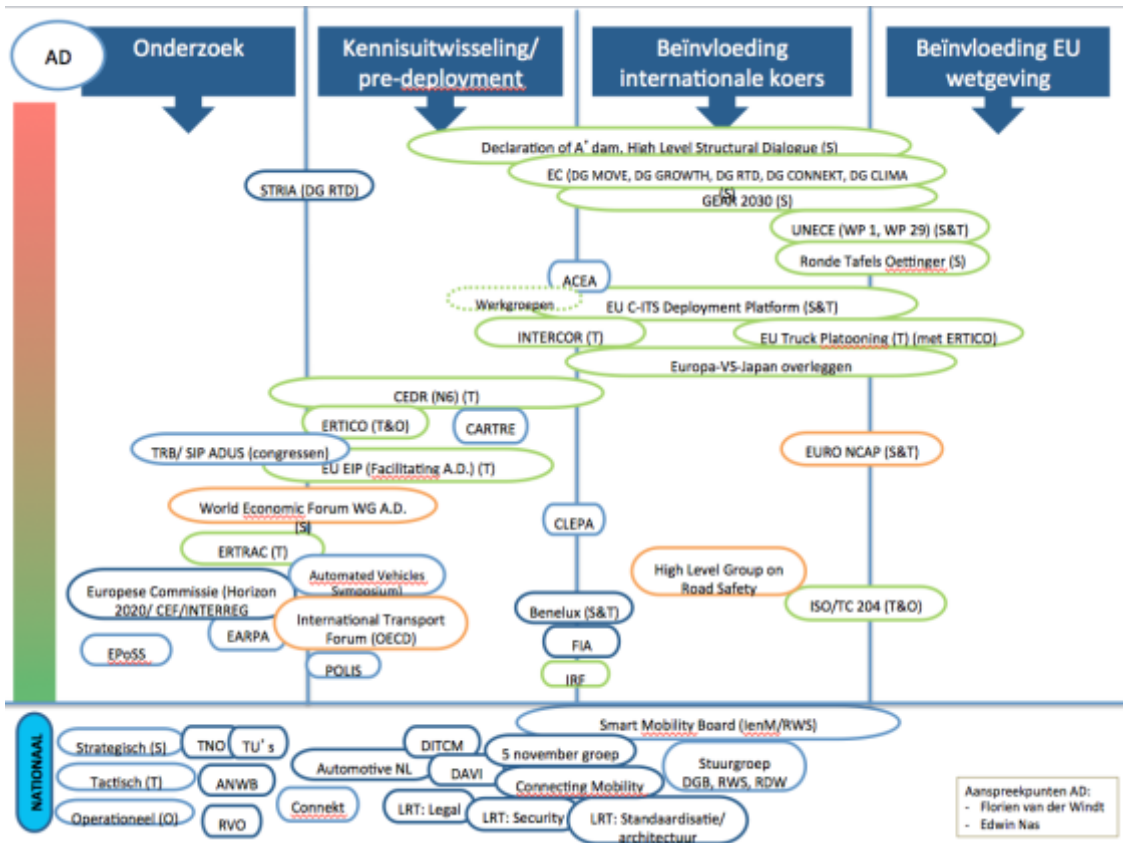 AD
Onderzoek
Kennisuitwisseling/
pre-deployment
Beïnvloeding
internationale koers
Beïnvloeding EU
wetgeving
Declaration of A'dam, High Level Structural Dialogue (S)
EC (DG MOVE, DG GROWTH, DG RTD, DG CONNEKT, DG CLIMA
(S)
STRIA (DG RTD)
GEAR 2030 (S)
UNECE (WP 1, WP 29) (S&T)
Ronde Tafels Oettinger (S)
ACEA
Werkgroepen
EU C-ITS Deployment Platform (S&T)
INTERCOR (T)
EU Truck Platooning (T) (met ERTICO)
Europa-VS-Japan overleggen
CEDR (N6) (T)
ERTICO (T&O)
CARTRE
TRB/ SIP ADUS (congressen)
EURO NCAP (S&T)
EU EIP (Facilitating A.D.) (T)
World Economic Forum WG A.D.
(S)
CLEPA
ERTRAC (T)
Automated Vehicles
Symposium)
High Level Group on
Road Safety
Europese Commissie (Horizon
2020/ CEF/INTERREG
ISO/TC 204 (T&O)
Benelux (S&T)
International Transport
Forum (OECD)
EARPA
FIA
EPoSS
POLIS
IRF
NATIONAAL
Smart Mobility Board (IenM/RWS)
Strategisch (S)
TNO
TU's
DITCM
5 november groep
Stuurgroep
DGB, RWS, RDW
Tactisch (T)
ANWB
Automotive NL
DAVI
Connecting Mobility
Operationeel (O)
RVO
Connekt
LRT: Legal
LRT: Security
LRT: Standaardisatie/
architectuur
Aanspreekpunten AD:
- Florien van der Windt
- Edwin Nas